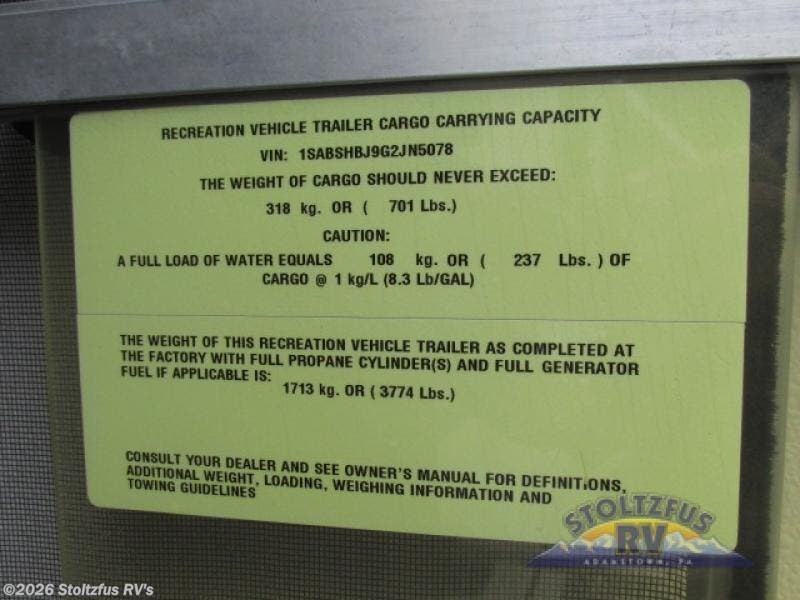 RECREATION VEHICLE TRAILER CARGO CARRYING CAPACITY
VIN: 1SABSHBJ9G2JN5078
THE WEIGHT OF CARGO SHOULD NEVER EXCEED:
318 kg. OR ( 701 Lbs.)
CAUTION:
A FULL LOAD OF WATER EQUALS 108 kg. OR ( 237 Lbs. ) OF
CARGO @ 1 kg/L (8.3 Lb/GAL)
THE WEIGHT OF THIS RECREATION VEHICLE TRAILER AS COMPLETED AT
THE FACTORY WITH FULL PROPANE CYLINDER(S) AND FULL GENERATOR
FUEL IF APPLICABLE IS:
1713 kg. OR ( 3774 Lbs.)
CONSULT YOUR DEALER AND SEE OWNER'S MANUAL FOR DEFINITIONS,
ADDITIONAL WEIGHT, LOADING, WEIGHING INFORMATION AND
TOWING GUIDELINES
STOLTZFUS
RV
ADAMSTOWN, PA
©2026 Stoltzfus RV's